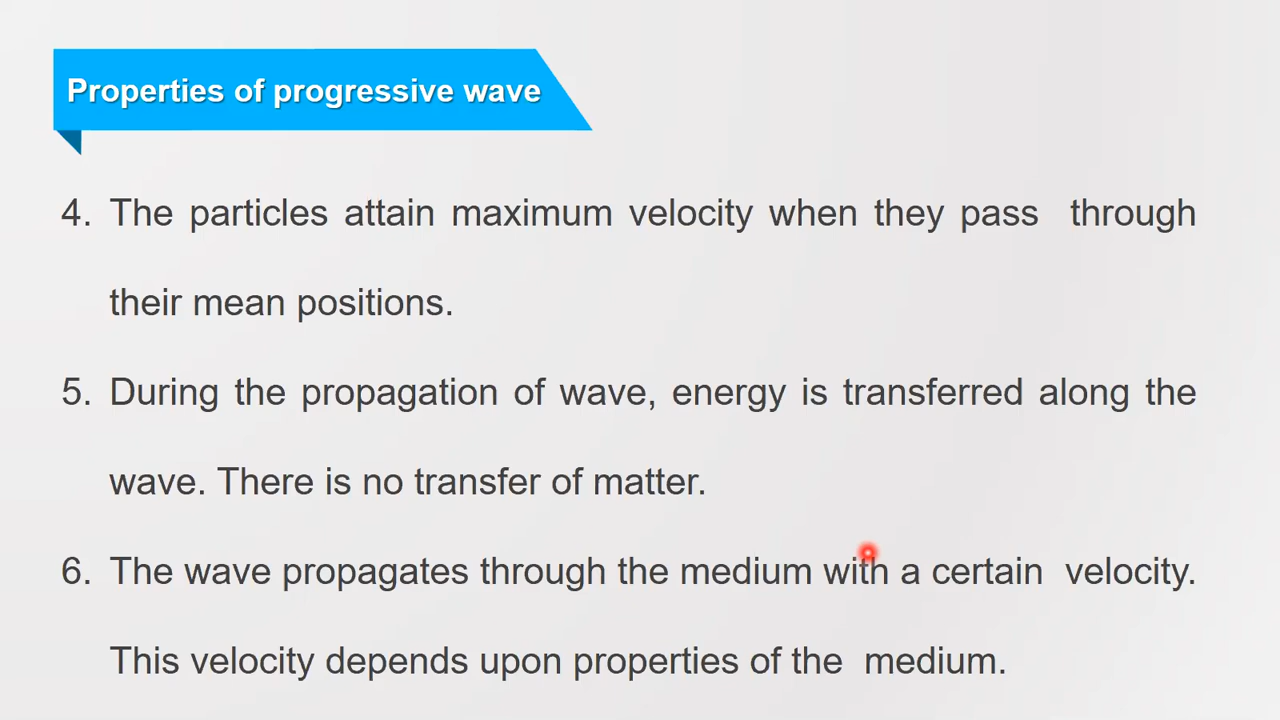 Properties of progressive wave
4. The particles attain maximum velocity when they pass through
their mean positions.
5. During the propagation of wave, energy is transferred along the
wave. There is no transfer of matter.
6. The wave propagates through the medium with a certain velocity.
This velocity depends upon properties of the medium.